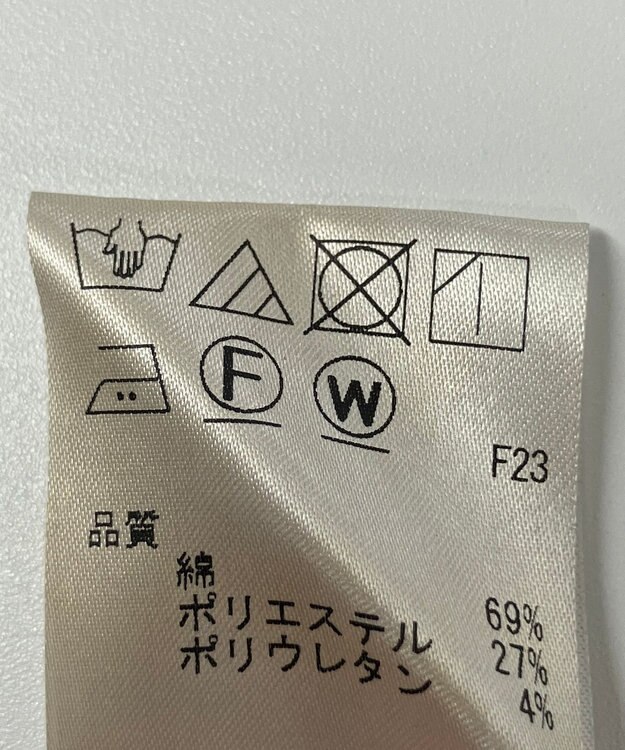 F W
F23
品質
綿 69%
ポリエステル 27%
ポリウレタン 4%